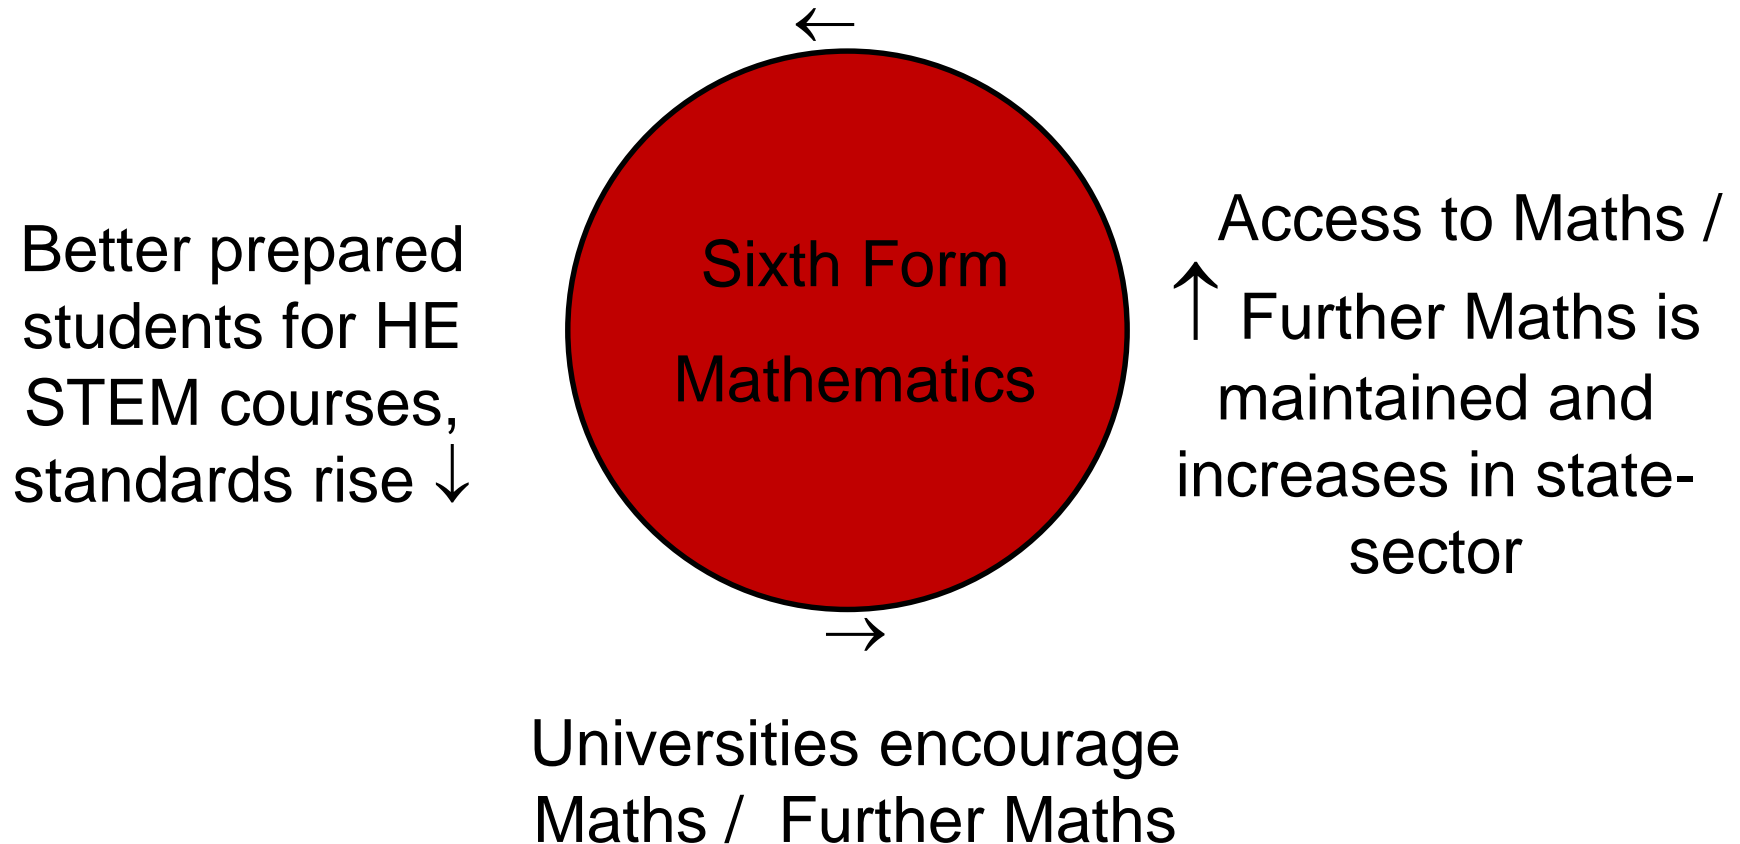 ←
Better prepared
students for HE
STEM courses,
standards rise ↓
Sixth Form
Mathematics
Access to Maths /
↑ Further Maths is
maintained and
increases in state-
sector
→
Universities encourage
Maths / Further Maths